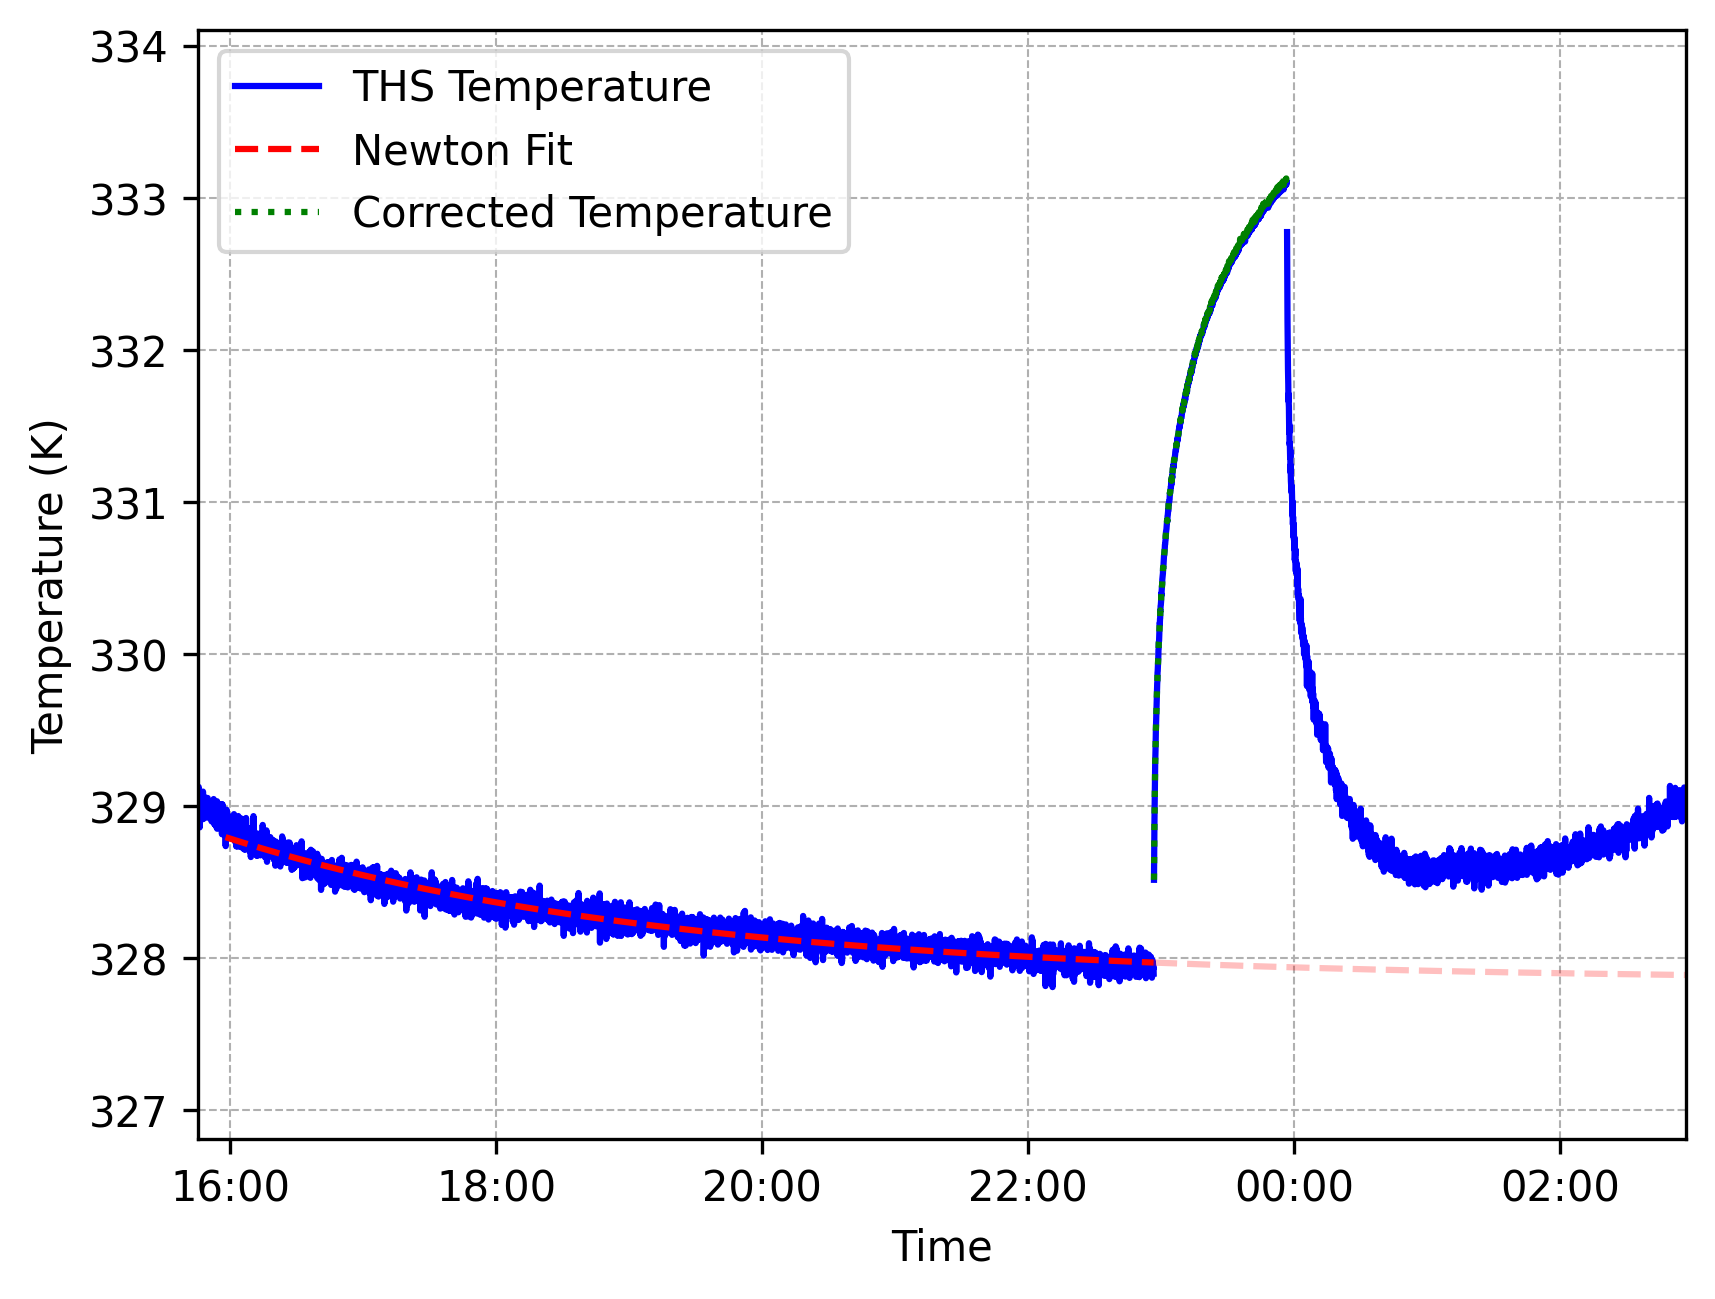 334
333
332
331
330
329
328
327
Temperature (K)
THS Temperature
Newton Fit
Corrected Temperature
16:00
18:00
20:00
22:00
00:00
02:00
Time